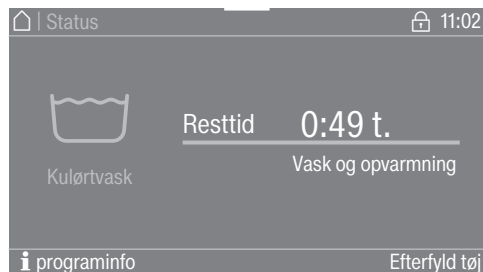 | Status 11:02
Resttid 0:49 t.
Kulørtvask
Vask og opvarmning
i programinfo Efterfyld tøj